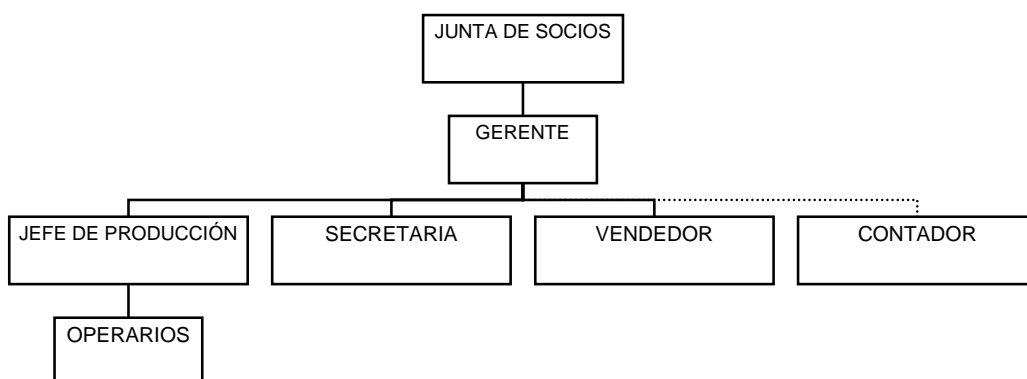 JUNTA DE SOCIOS
GERENTE
JEFE DE PRODUCCIÓN
SECRETARIA
VENDEDOR
CONTADOR
OPERARIOS